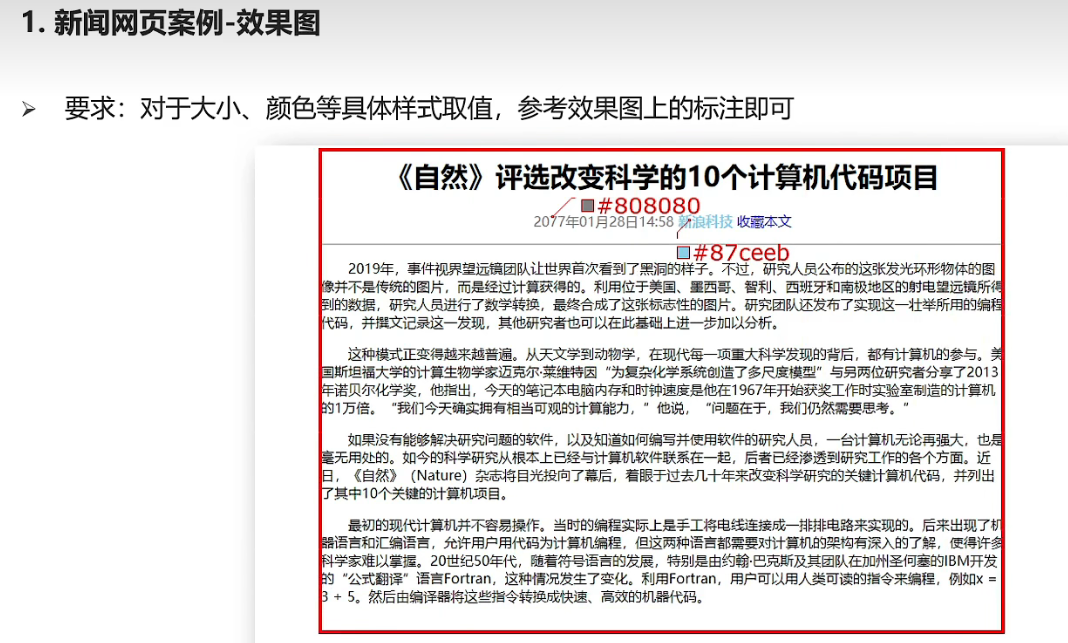 1. 新闻网页案例-效果图
➢ 要求：对于大小、颜色等具体样式取值，参考效果图上的标注即可
《自然》评选改变科学的10个计算机代码项目
#808080
2077年01月28日14:58 新浪科技 收藏本文
#87ceeb
2019年，事件视界望远镜团队让世界首次看到了黑洞的样子。不过，研究人员公布的这张发光环形物体的图
像并不是传统的图片，而是经过计算获得的。利用位于美国、墨西哥、智利、西班牙和南极地区的射电望远镜所得
到的数据，研究人员进行了数学转换，最终合成了这张标志性的图片。研究团队还发布了实现这一壮举所用的编程
代码，并撰文记录这一发现，其他研究者也可以在此基础上进一步加以分析。
这种模式正变得越来越普遍。从天文学到动物学，在现代每一项重大科学发现的背后，都有计算机的参与。美
国斯坦福大学的计算生物学家迈克尔·莱维特因“为复杂化学系统创造了多尺度模型”与另两位研究者分享了2013
年诺贝尔化学奖，他指出，今天的笔记本电脑内存和时钟速度是他在1967年开始获奖工作时实验室制造的计算机
的1万倍。“我们今天确实拥有相当可观的计算能力，”他说，“问题在于，我们仍然需要思考。”
如果没有能够解决研究问题的软件，以及知道如何编写并使用软件的研究人员，一台计算机无论再强大，也是
毫无用处的。如今的科学研究从根本上已经与计算机软件联系在一起，后者已经渗透到研究工作的各个方面。近
日，《自然》（Nature）杂志将目光投向了幕后，着眼于过去几十年来改变科学研究的关键计算机代码，并列出
了其中10个关键的计算机项目。
最初的现代计算机并不容易操作。当时的编程实际上是手工将电线连接成一排排电路来实现的。后来出现了机
器语言和汇编语言，允许用户用代码为计算机编程，但这两种语言都需要对计算机的架构有深入的了解，使得许多
科学家难以掌握。20世纪50年代，随着符号语言的发展，特别是由约翰·巴克斯及其团队在加州圣何塞的IBM开发
的“公式翻译”语言Fortran，这种情况发生了变化。利用Fortran，用户可以用人类可读的指令来编程，例如x =
3 + 5。然后由编译器将这些指令转换成快速、高效的机器代码。